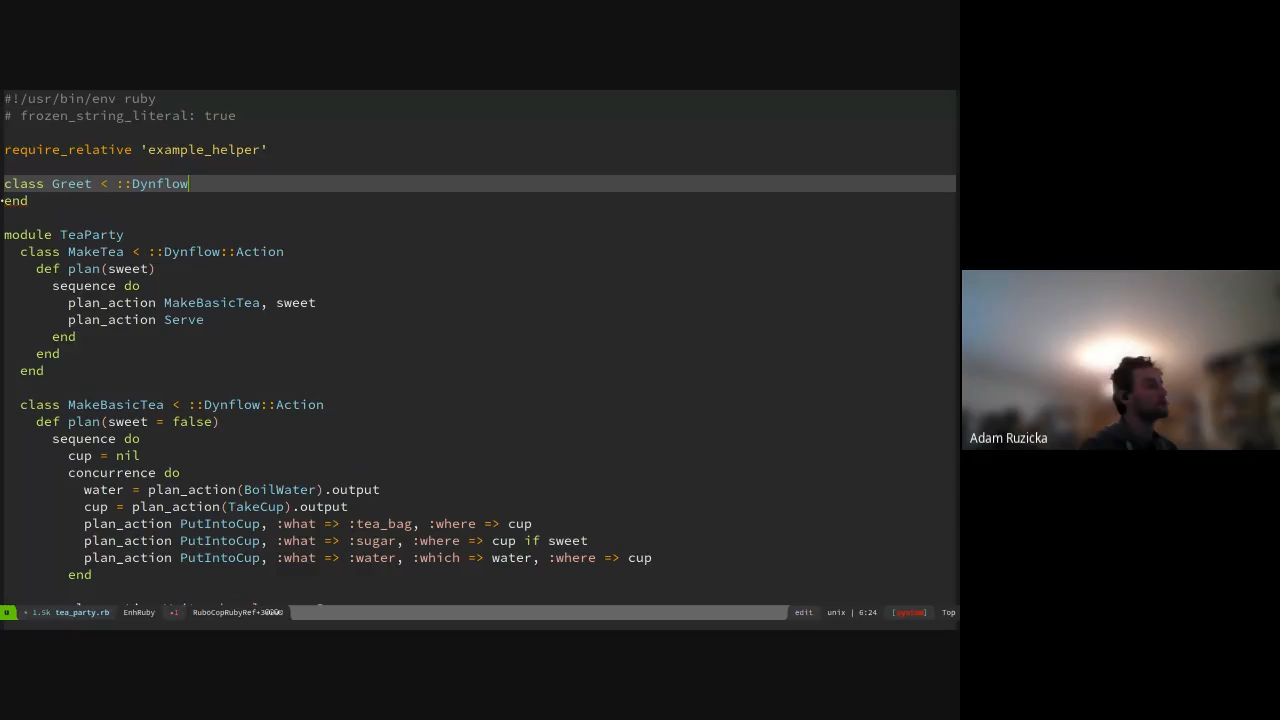 #!/usr/bin/env ruby
# frozen_string_literal: true
require_relative 'example_helper'
class Greet < ::Dynflow
end
module TeaParty
  class MakeTea < ::Dynflow::Action
    def plan(sweet)
      sequence do
        plan_action MakeBasicTea, sweet
        plan_action Serve
      end
    end
  end
  class MakeBasicTea < ::Dynflow::Action
    def plan(sweet = false)
      sequence do
        cup = nil
        concurrence do
          water = plan_action(BoilWater).output
          cup = plan_action(TakeCup).output
          plan_action PutIntoCup, :what => :tea_bag, :where => cup
          plan_action PutIntoCup, :what => :sugar, :where => cup if sweet
          plan_action PutIntoCup, :what => :water, :which => water, :where => cup
        end
1.5k tea_party.rb EnhRuby edit unix | 6:24 Top
Adam Ruzicka